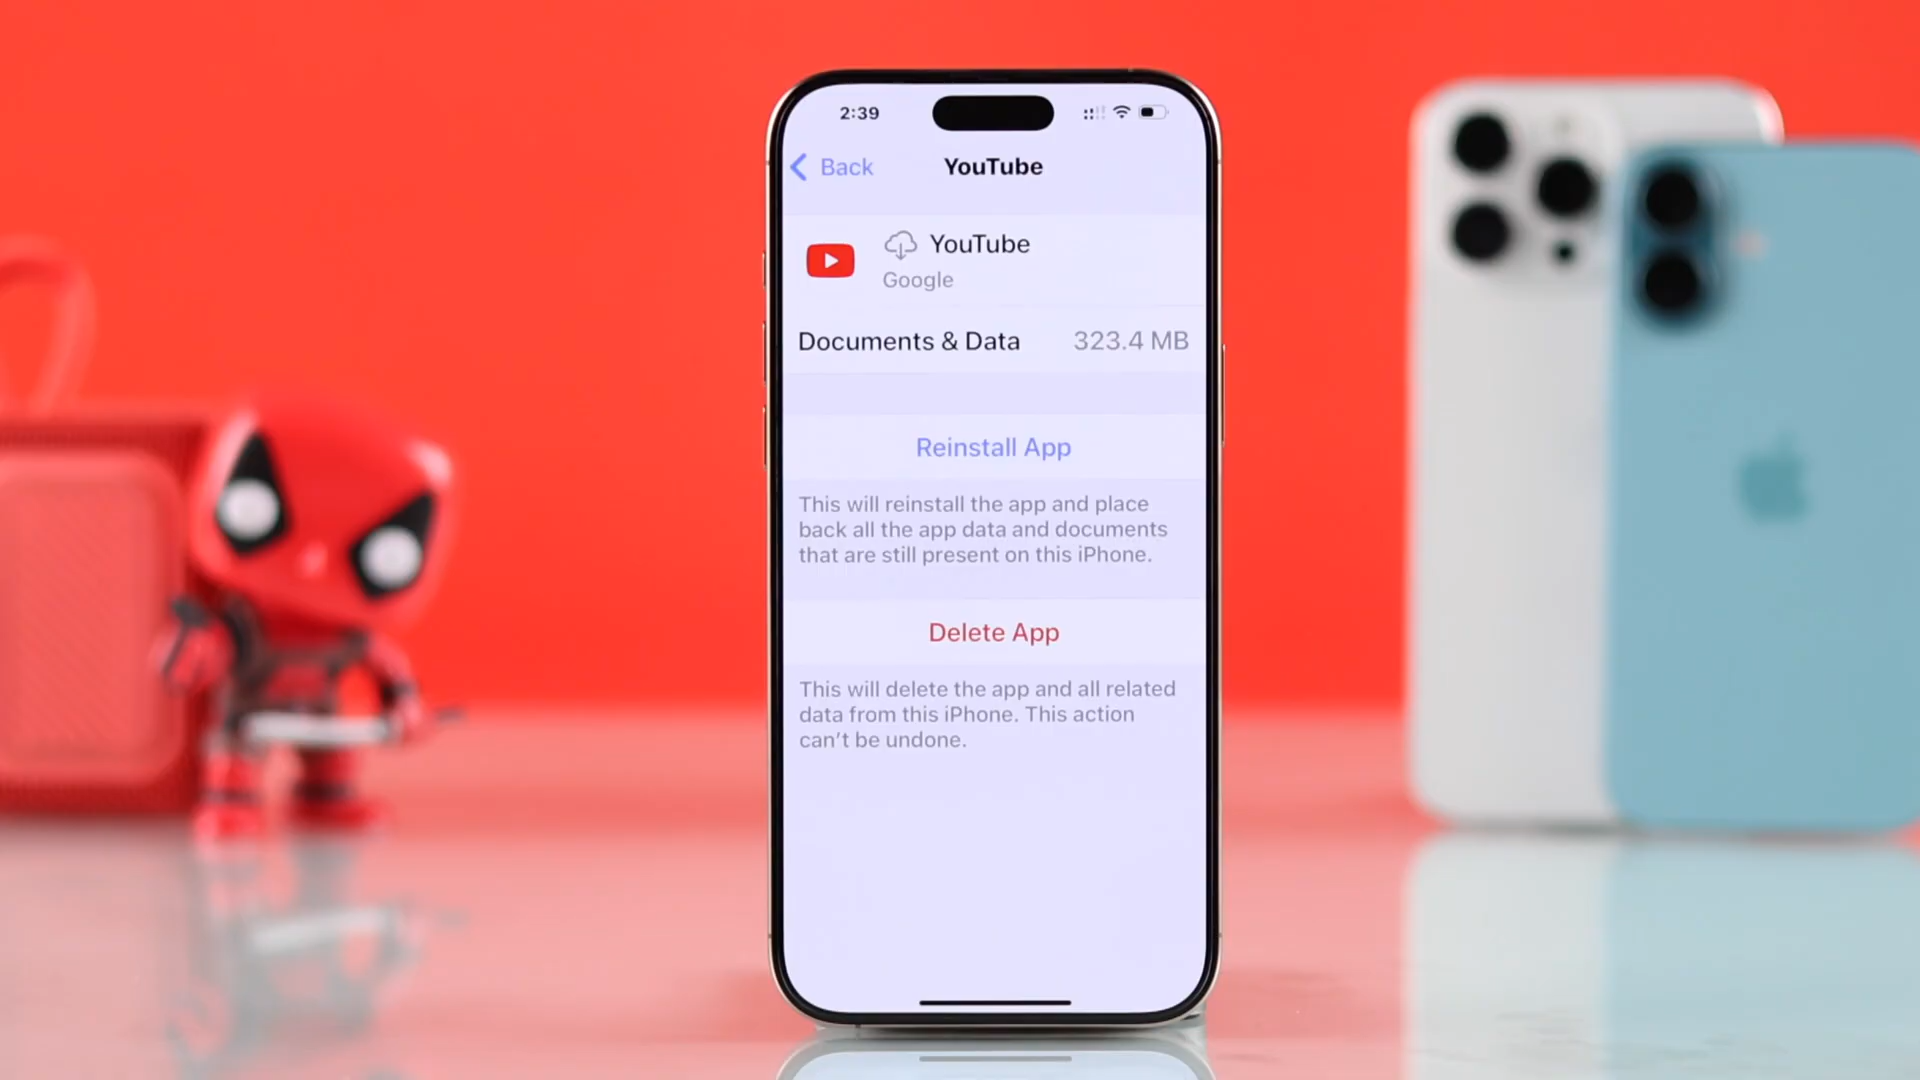 2:39
Back
YouTube
YouTube
Google
Documents & Data 323.4 MB
Reinstall App
This will reinstall the app and place
back all the app data and documents
that are still present on this iPhone.
Delete App
This will delete the app and all related
data from this iPhone. This action
can't be undone.